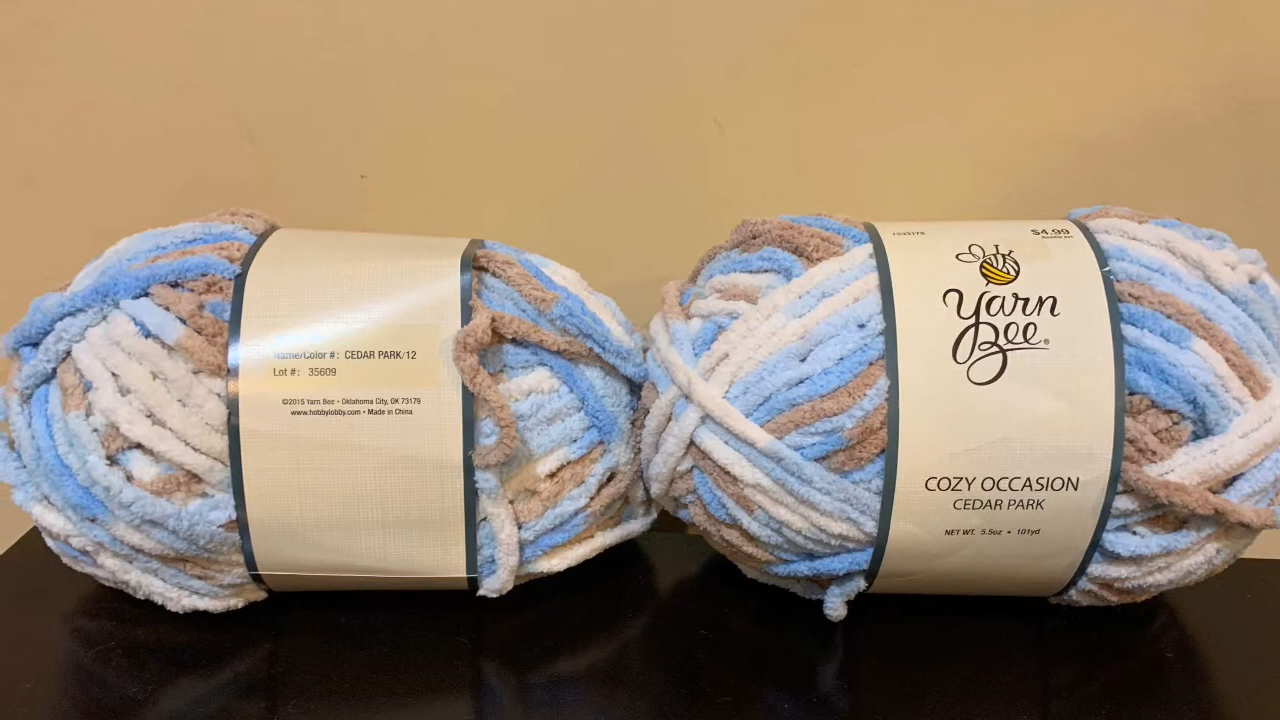 Name/Color #: CEDAR PARK/12
Lot #: 35609
©2015 Yarn Bee • Oklahoma City, OK 73179
www.hobbylobby.com • Made in China
$4.99
Yarn
Bee®
COZY OCCASION
CEDAR PARK
NET WT. 5.5oz • 101yd